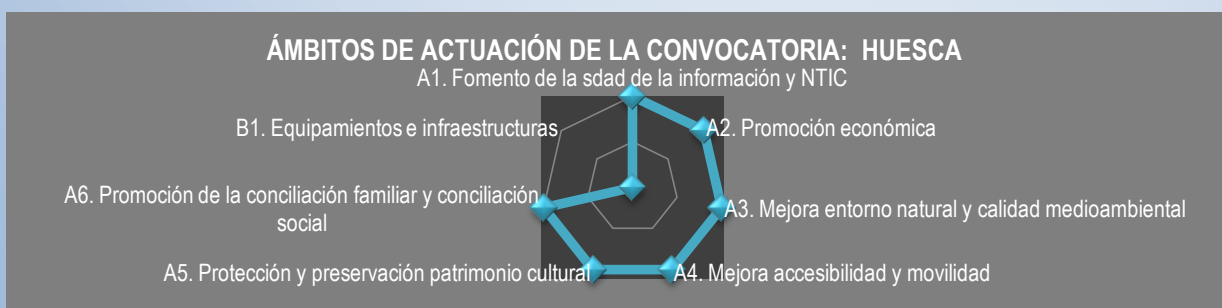 ÁMBITOS DE ACTUACIÓN DE LA CONVOCATORIA: HUESCA
A1. Fomento de la sdad de la información y NTIC
B1. Equipamientos e infraestructuras
A2. Promoción económica
A6. Promoción de la conciliación familiar y conciliación
social
A3. Mejora entorno natural y calidad medioambiental
A5. Protección y preservación patrimonio cultural
A4. Mejora accesibilidad y movilidad